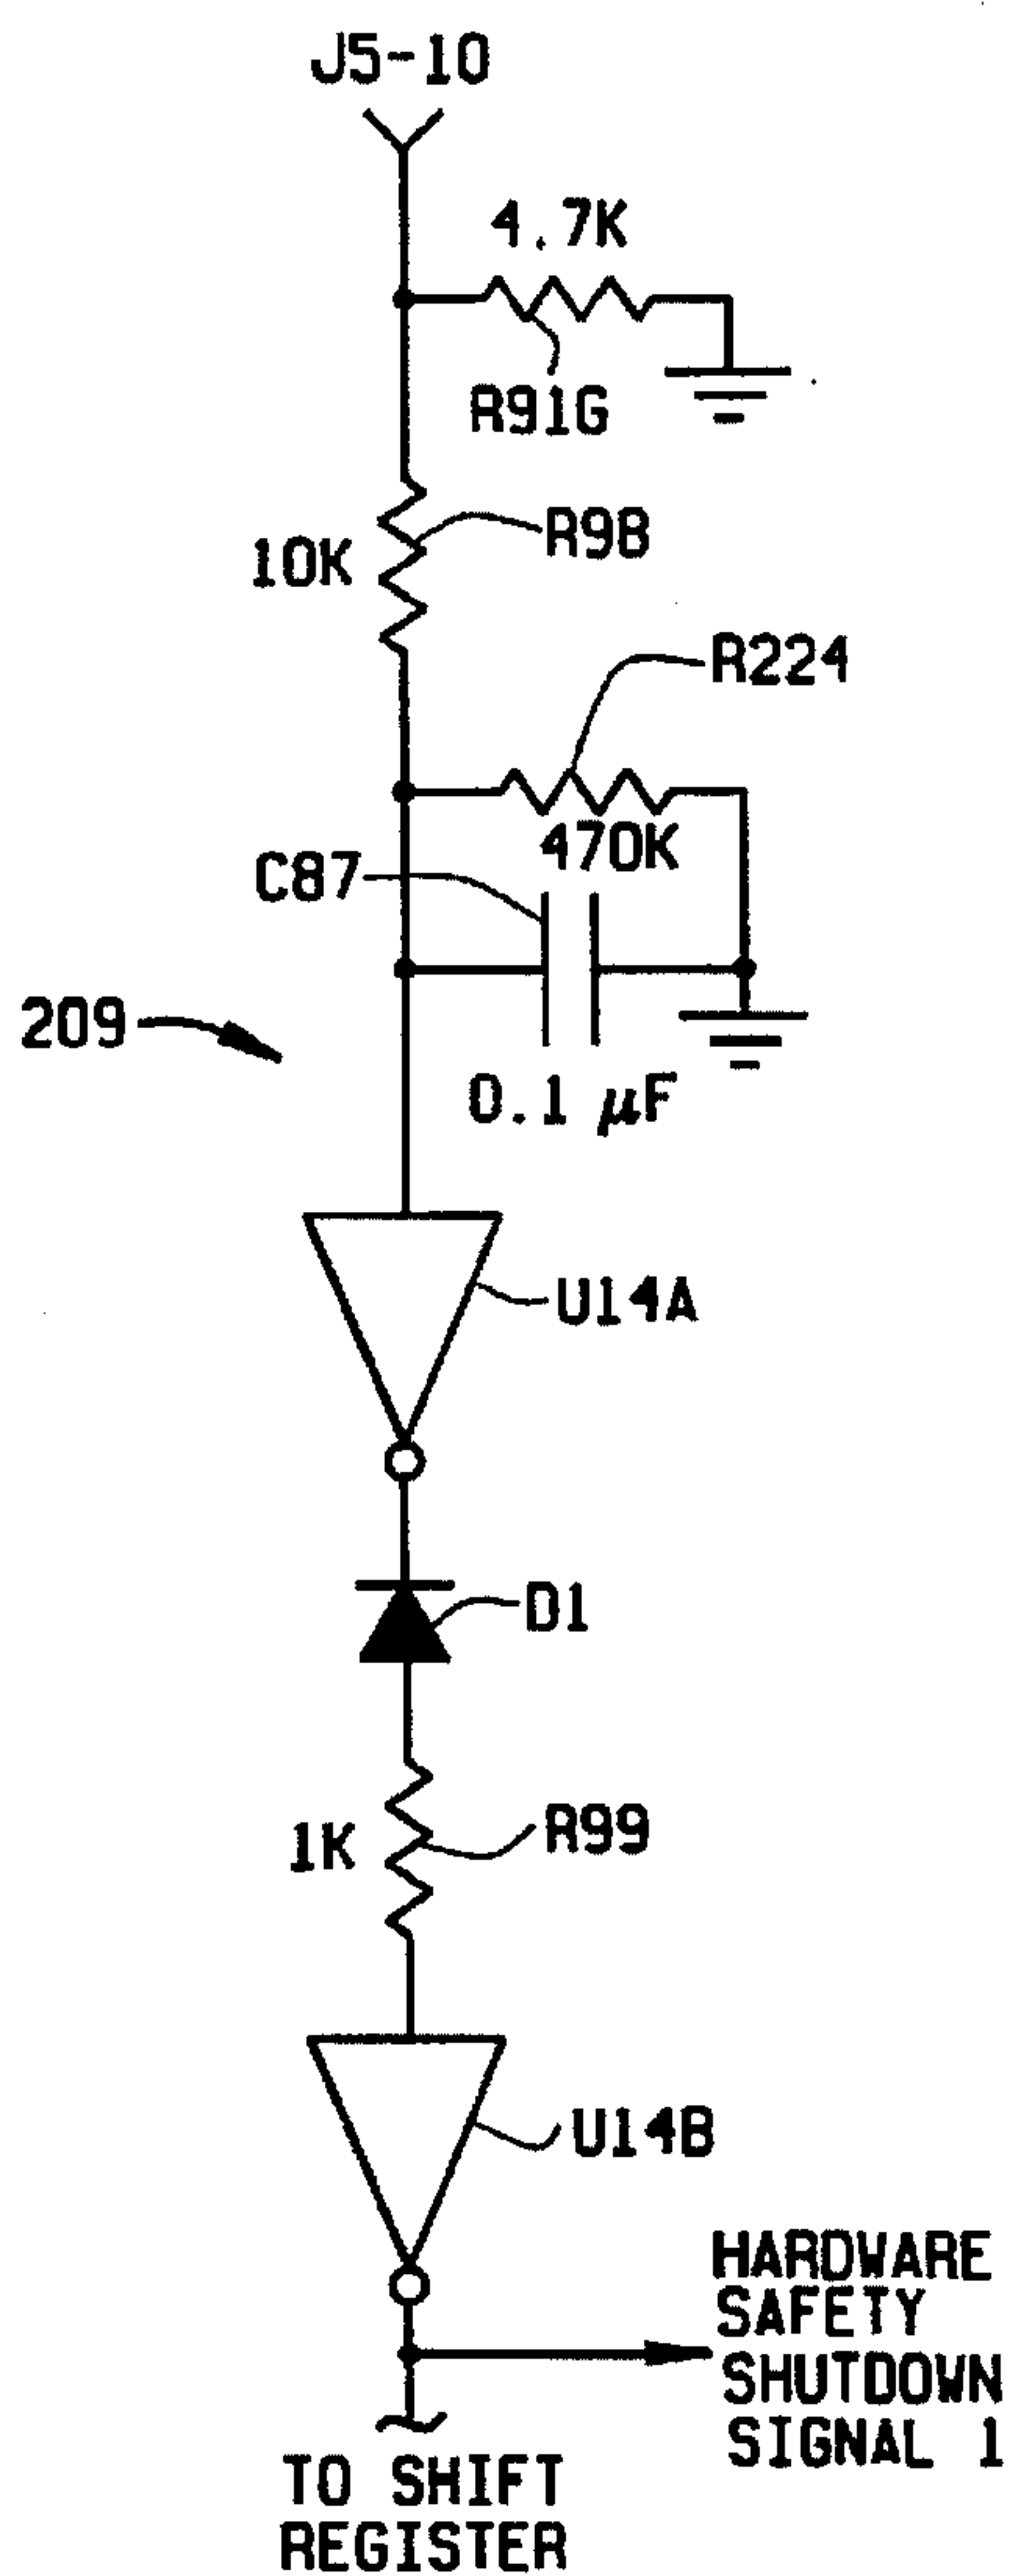 J5-10
4.7K
R91G
R98
10K
R224
470K
C87
209
0.1 μF
U14A
D1
1K
R99
U14B
HARDWARE
SAFETY
SHUTDOWN
SIGNAL 1
TO SHIFT
REGISTER